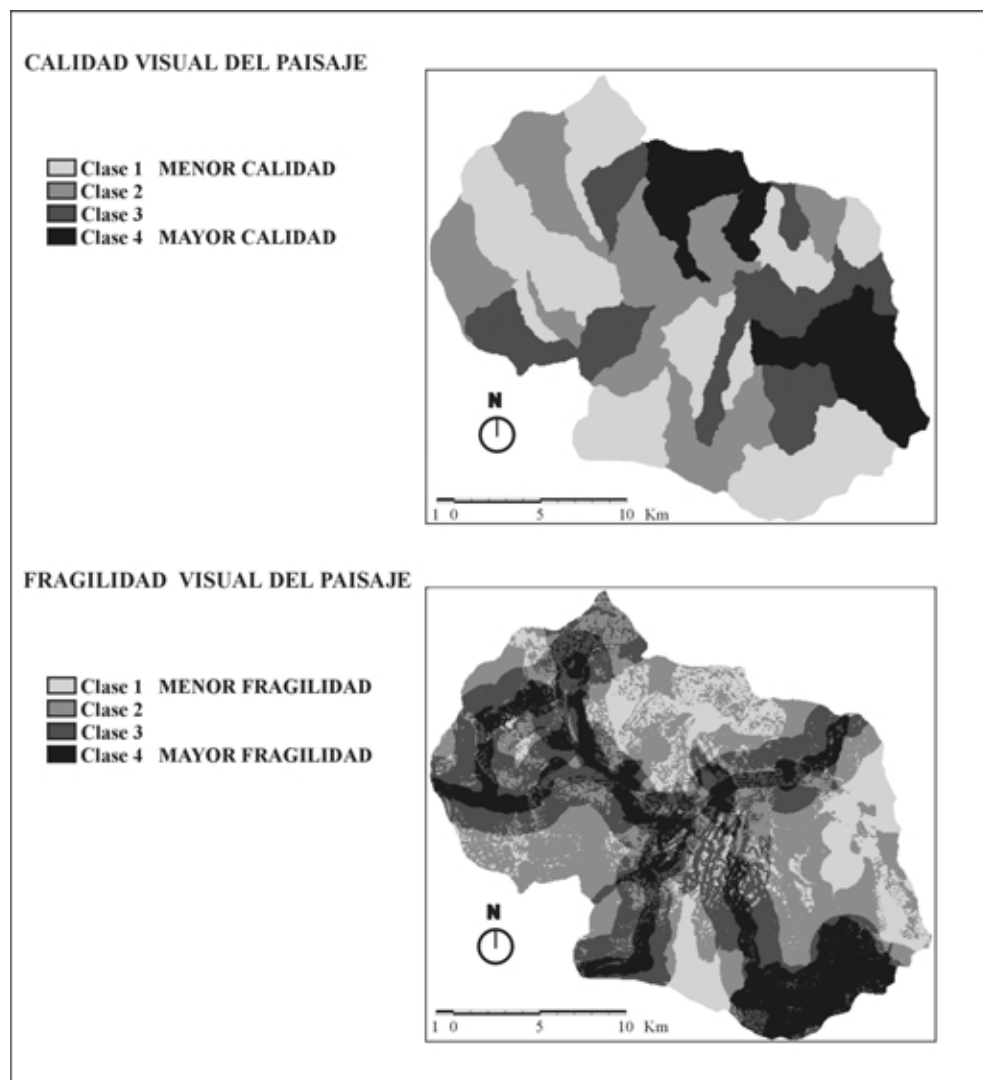 CALIDAD VISUAL DEL PAISAJE
Clase 1 MENOR CALIDAD
Clase 2
Clase 3
Clase 4 MAYOR CALIDAD
N
1 0 5 10 Km
FRAGILIDAD VISUAL DEL PAISAJE
Clase 1 MENOR FRAGILIDAD
Clase 2
Clase 3
Clase 4 MAYOR FRAGILIDAD
N
1 0 5 10 Km